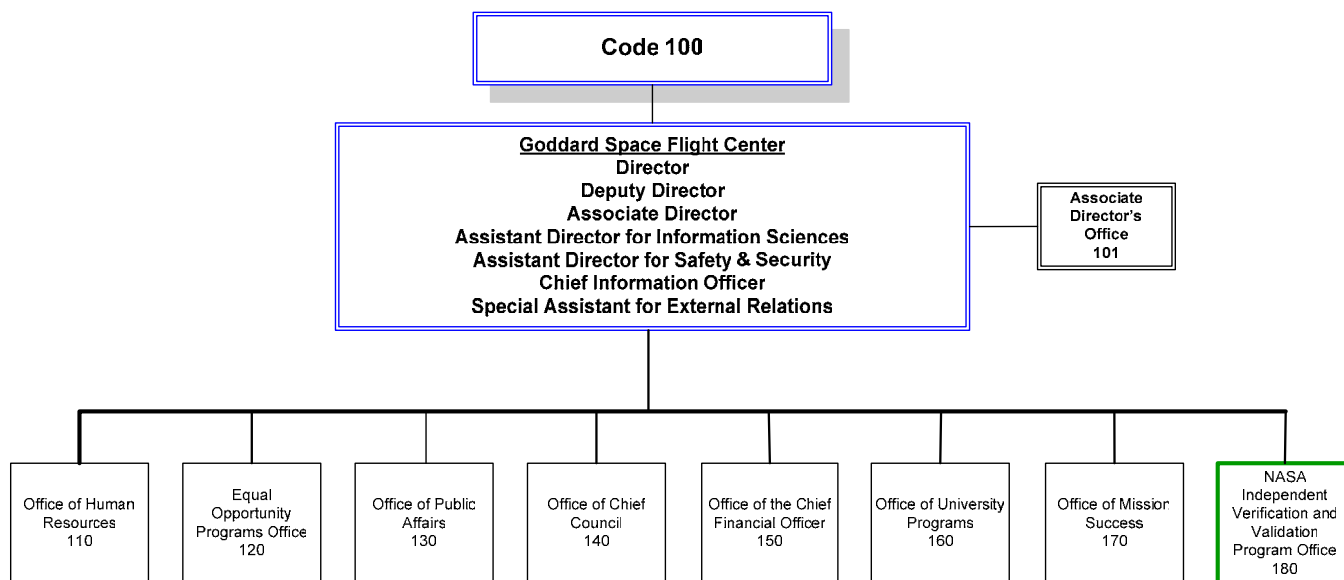 Code 100
Goddard Space Flight Center
Director
Deputy Director
Associate Director
Assistant Director for Information Sciences
Assistant Director for Safety & Security
Chief Information Officer
Special Assistant for External Relations
Associate
Director's
Office
101
Office of Human
Resources
110
Equal
Opportunity
Programs Office
120
Office of Public
Affairs
130
Office of Chief
Council
140
Office of the Chief
Financial Officer
150
Office of University
Programs
160
Office of Mission
Success
170
NASA
Independent
Verification and
Validation
Program Office
180